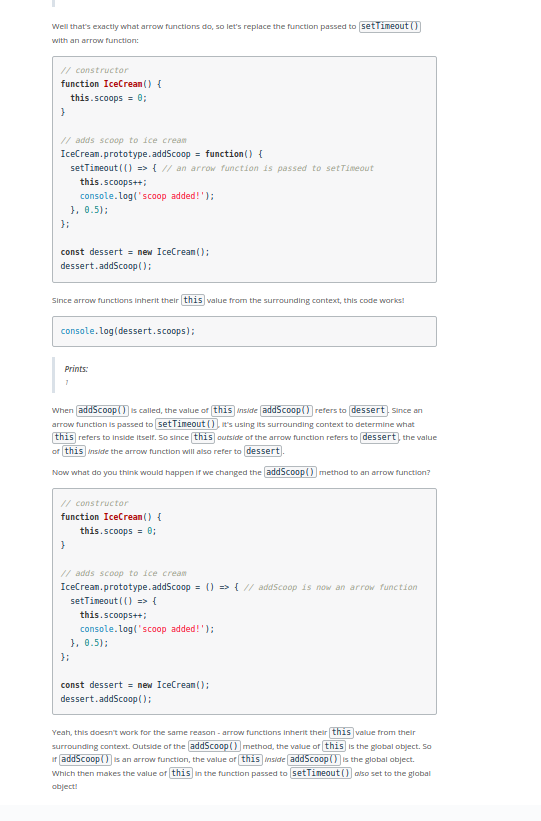 Well that's exactly what arrow functions do, so let's replace the function passed to setTimeout()
with an arrow function:
// constructor
function IceCream() {
  this.scoops = 0;
}

// adds scoop to ice cream
IceCream.prototype.addScoop = function() {
  setTimeout(() => { // an arrow function is passed to setTimeout
    this.scoops++;
    console.log('scoop added!');
  }, 0.5);
};

const dessert = new IceCream();
dessert.addScoop();
Since arrow functions inherit their this value from the surrounding context, this code works!
console.log(dessert.scoops);
Prints:
1
When addScoop() is called, the value of this inside addScoop() refers to dessert. Since an
arrow function is passed to setTimeout(), it's using its surrounding context to determine what
this refers to inside itself. So since this outside of the arrow function refers to dessert, the value
of this inside the arrow function will also refer to dessert.
Now what do you think would happen if we changed the addScoop() method to an arrow function?
// constructor
function IceCream() {
    this.scoops = 0;
}

// adds scoop to ice cream
IceCream.prototype.addScoop = () => { // addScoop is now an arrow function
  setTimeout(() => {
    this.scoops++;
    console.log('scoop added!');
  }, 0.5);
};

const dessert = new IceCream();
dessert.addScoop();
Yeah, this doesn't work for the same reason - arrow functions inherit their this value from their
surrounding context. Outside of the addScoop() method, the value of this is the global object. So
if addScoop() is an arrow function, the value of this inside addScoop() is the global object.
Which then makes the value of this in the function passed to setTimeout() also set to the global
object!